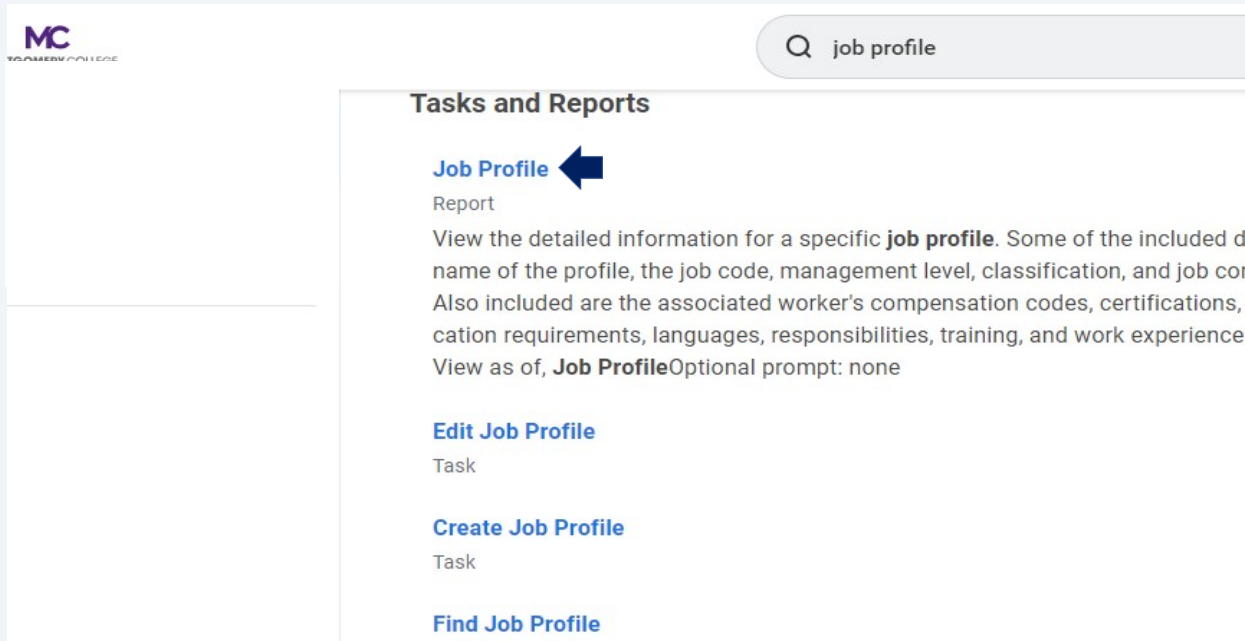 MC
job profile
Tasks and Reports
Job Profile
Report
View the detailed information for a specific job profile. Some of the included d
name of the profile, the job code, management level, classification, and job cor
Also included are the associated worker's compensation codes, certifications,
cation requirements, languages, responsibilities, training, and work experience
View as of, Job ProfileOptional prompt: none
Edit Job Profile
Task
Create Job Profile
Task
Find Job Profile